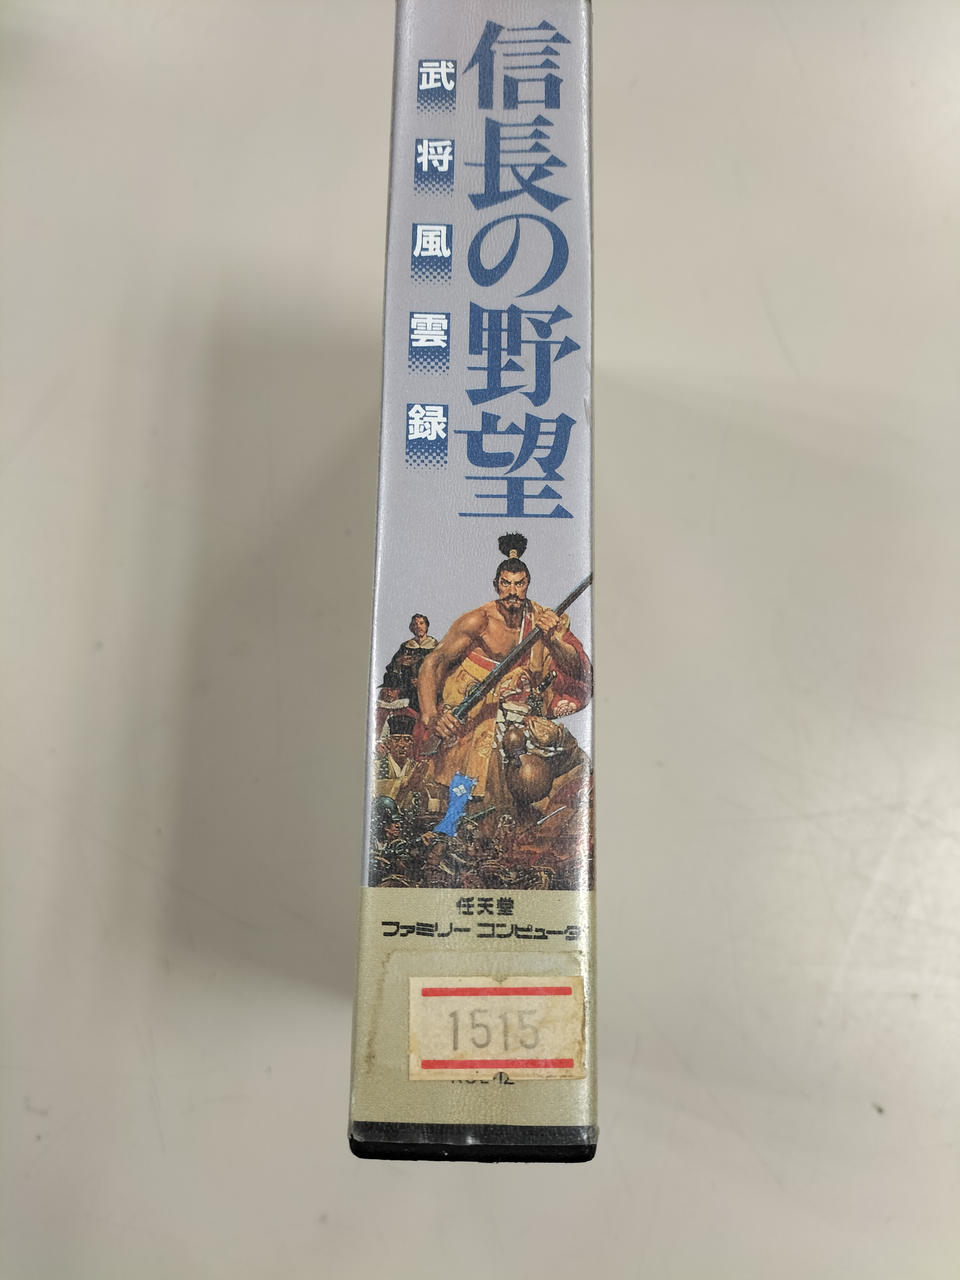 信長の野望
武将風雲録
任天堂
ファミリーコンピュータ
1515